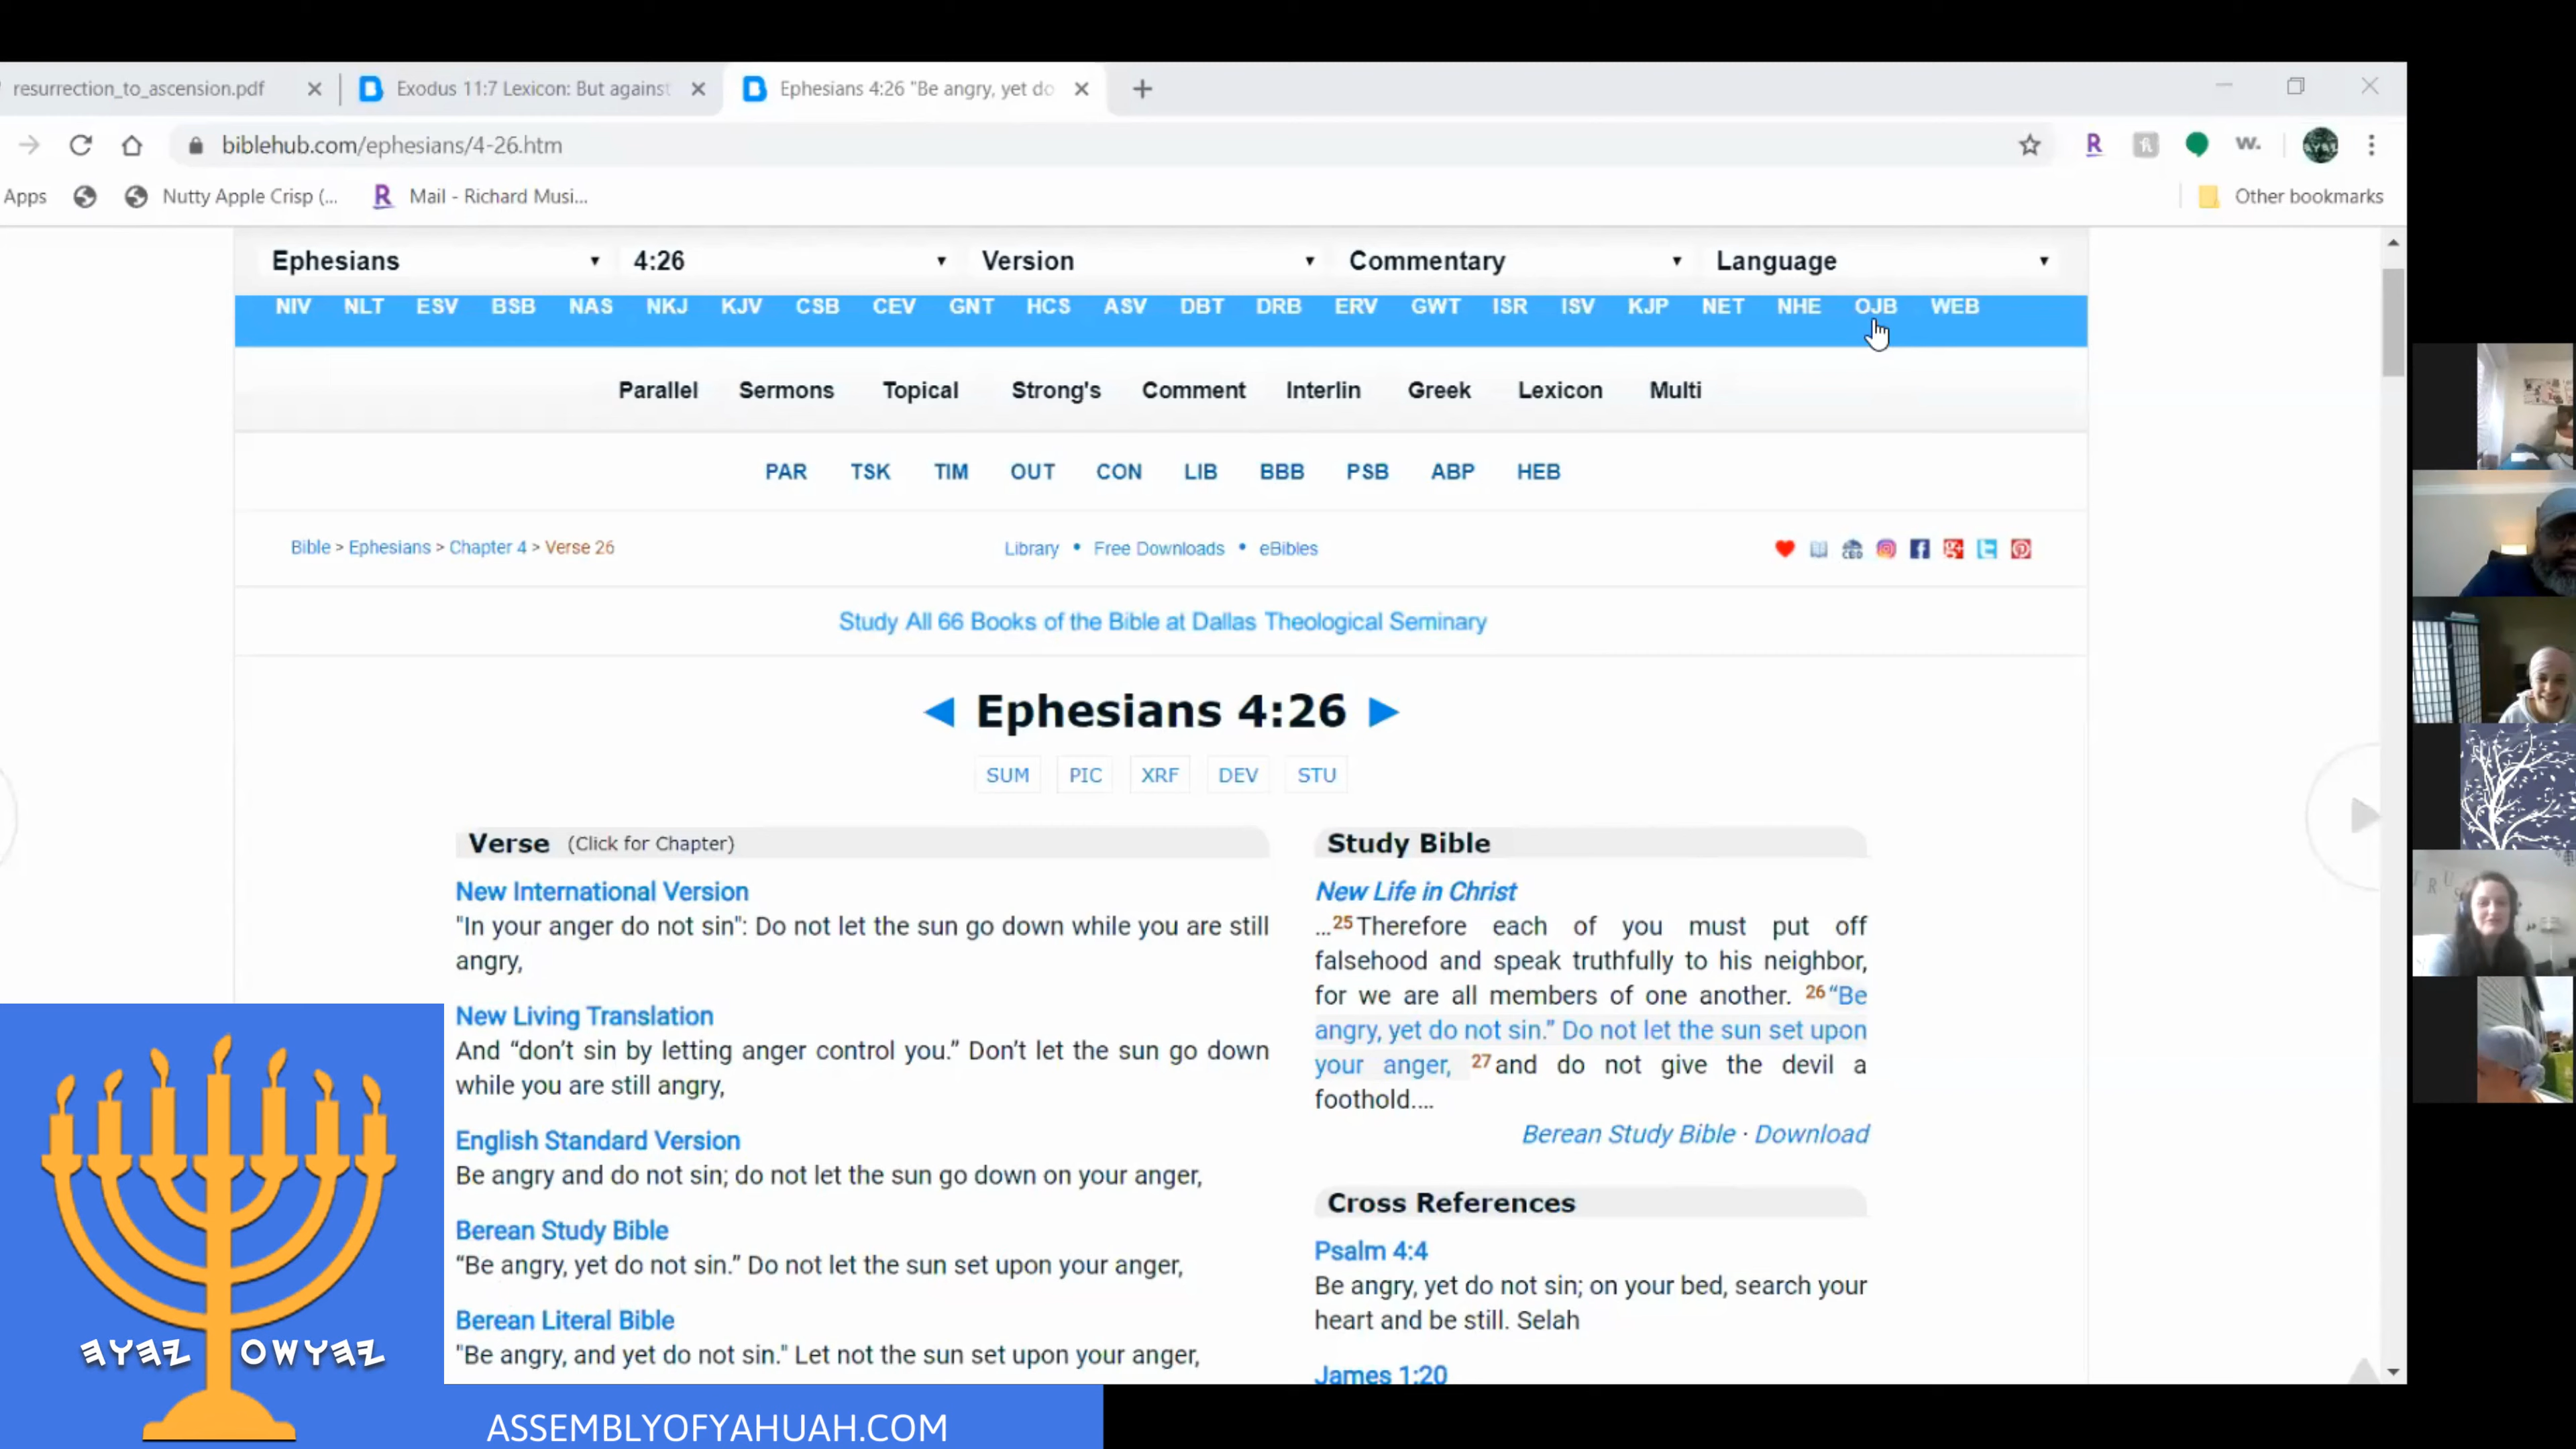 resurrection_to_ascension.pdf
Exodus 11:7 Lexicon: But against
Ephesians 4:26 "Be angry, yet do
biblehub.com/ephesians/4-26.htm
R
w.
Apps
Nutty Apple Crisp (...
R
Mail - Richard Musi...
Other bookmarks
Ephesians
4:26
Version
Commentary
Language
NIV NLT ESV BSB NAS NKJ KJV CSB CEV GNT HCS ASV DBT DRB ERV GWT ISR ISV KJP NET NHE OJB WEB
Parallel Sermons Topical Strong's Comment Interlin Greek Lexicon Multi
PAR TSK TIM OUT CON LIB BBB PSB ABP HEB
Bible > Ephesians > Chapter 4 > Verse 26
Library • Free Downloads • eBibles
Study All 66 Books of the Bible at Dallas Theological Seminary
◄ Ephesians 4:26 ►
SUM PIC XRF DEV STU
Verse (Click for Chapter)
New International Version
"In your anger do not sin": Do not let the sun go down while you are still
angry,
New Living Translation
And “don’t sin by letting anger control you.” Don’t let the sun go down
while you are still angry,
English Standard Version
Be angry and do not sin; do not let the sun go down on your anger,
Berean Study Bible
“Be angry, yet do not sin.” Do not let the sun set upon your anger,
Berean Literal Bible
"Be angry, and yet do not sin." Let not the sun set upon your anger,
Study Bible
New Life in Christ
…25Therefore each of you must put off
falsehood and speak truthfully to his neighbor,
for we are all members of one another. 26“Be
angry, yet do not sin.” Do not let the sun set upon
your anger, 27and do not give the devil a
foothold.…
Berean Study Bible · Download
Cross References
Psalm 4:4
Be angry, yet do not sin; on your bed, search your
heart and be still. Selah
James 1:20
𐤉𐤄𐤅𐤄 𐤉𐤄𐤅𐤔𐤏
ASSEMBLYOFYAHUAH.COM